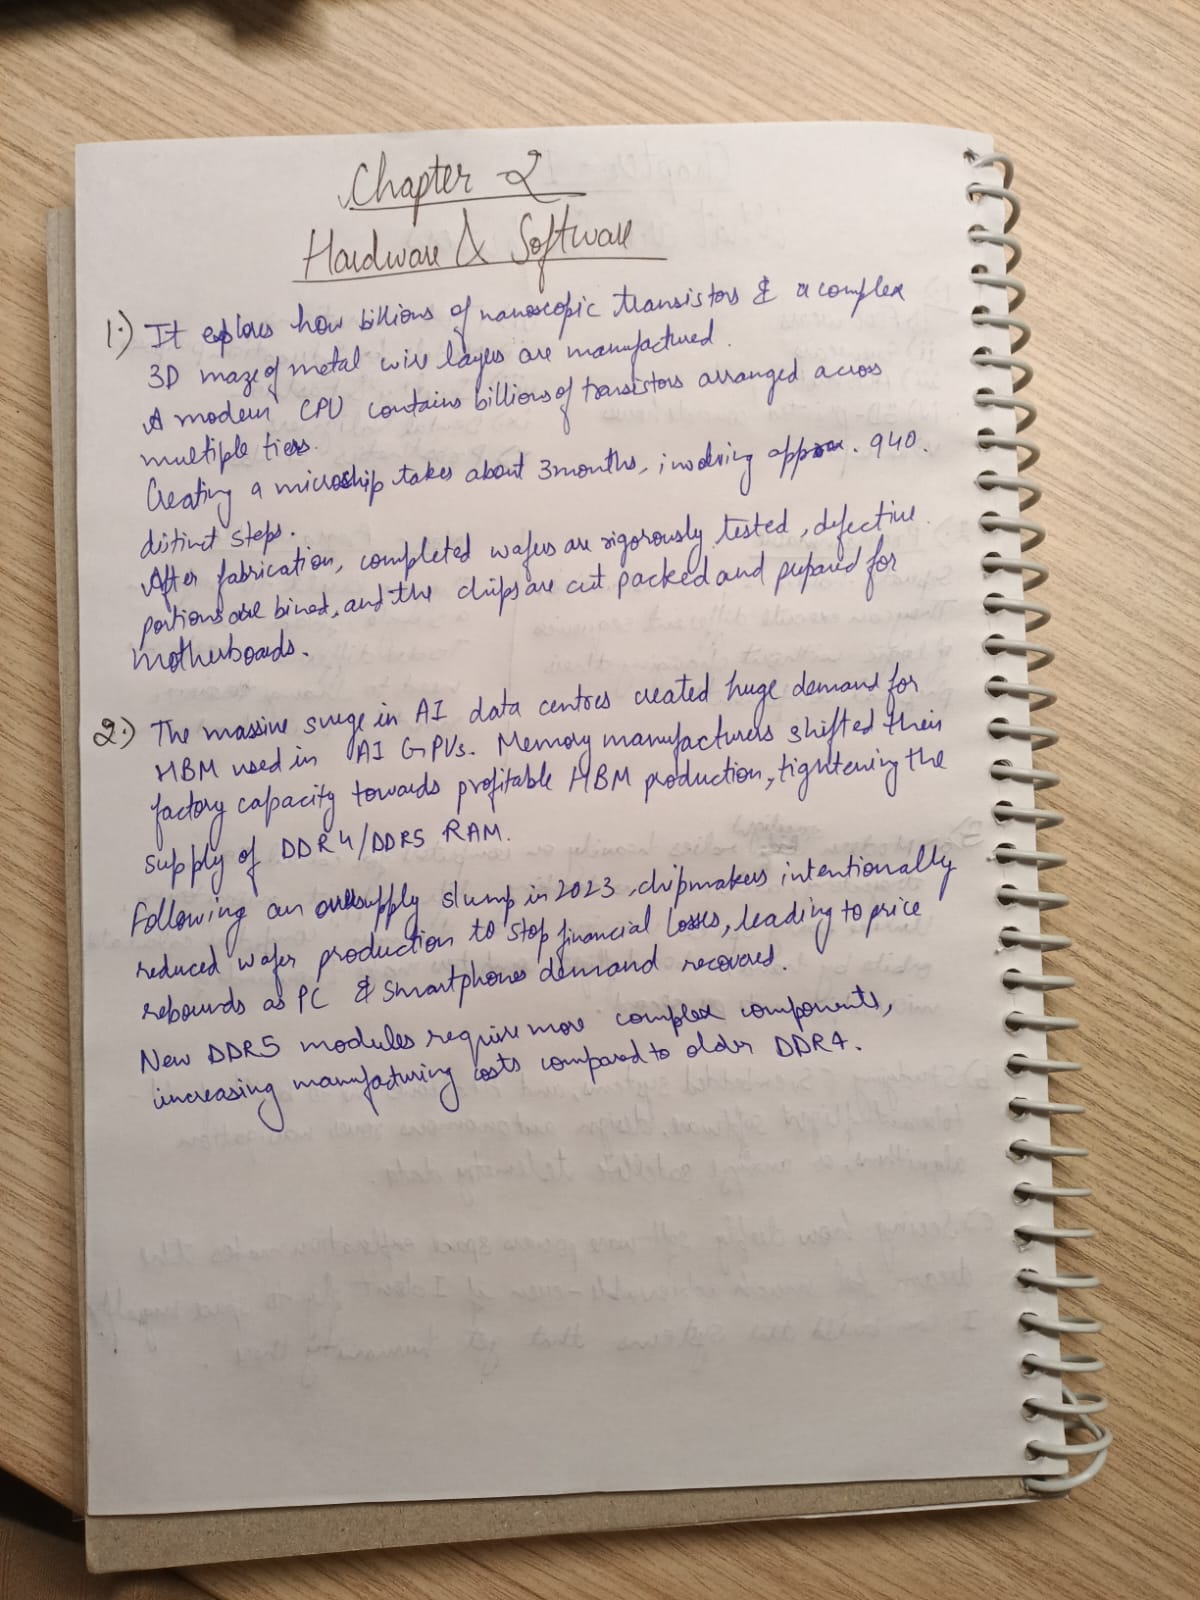 Chapter - 2
Hardware & Software
1.) It explores how billions of nanoscopic transistors & a complex
3D maze of metal wire layers are manufactured.
A modern CPU contains billions of transistors arranged across
multiple tiers.
Creating a microchip takes about 3 months, involving approx. 940.
distinct steps.
After fabrication, completed wafers are rigorously tested, defective
portions are bined, and the chips are cut packed and prepared for
motherboards.
2.) The massive surge in AI data centres created huge demand for
HBM used in AI GPUs. Memory manufacturers shifted their
factory capacity towards profitable HBM production, tightening the
supply of DDR4/DDR5 RAM.
Following an oversupply slump in 2023, chipmakers intentionally
reduced wafer production to stop financial losses, leading to price
rebounds as PC & smartphones demand recovered.
New DDR5 modules require more complex components,
increasing manufacturing costs compared to older DDR4.